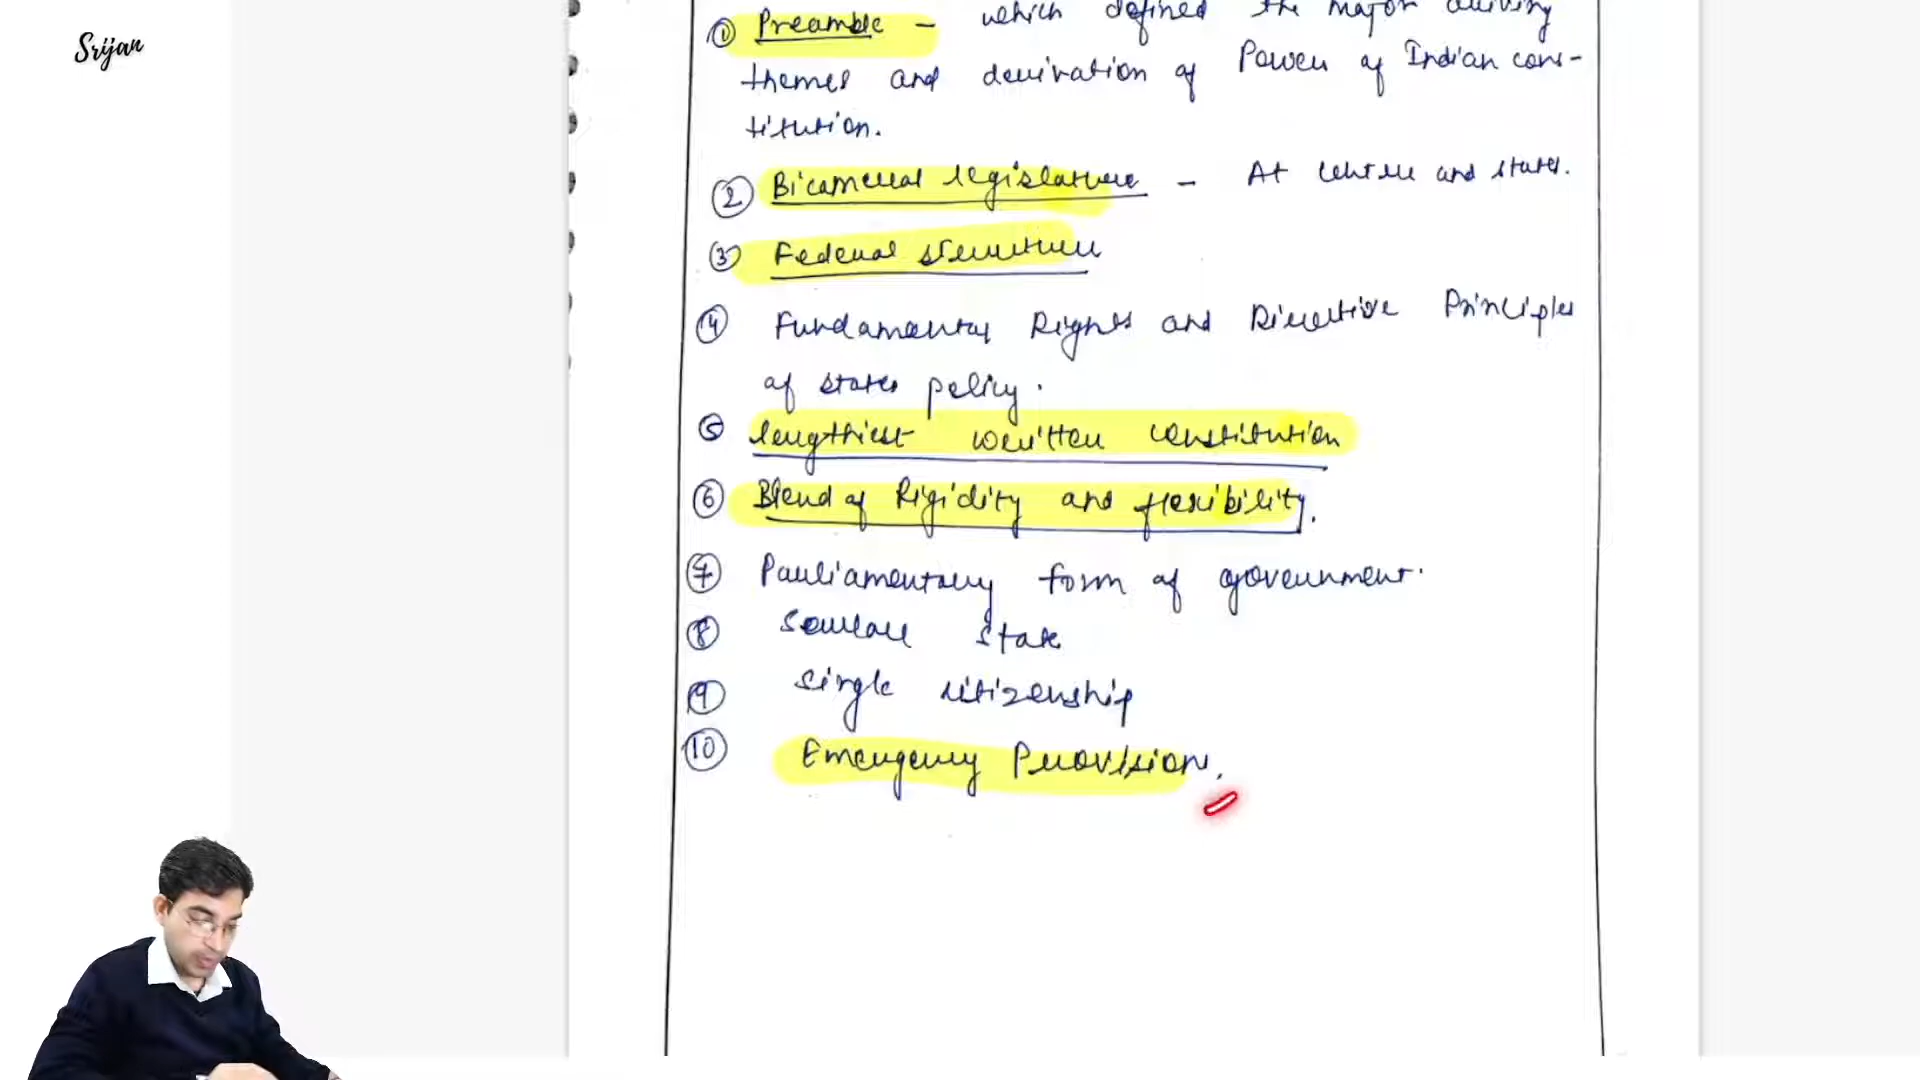 Srijan
① Preamble - which defined the major driving
themes and derivation of Power of Indian cons-
titution.
② Bicameral legislature - At centre and states.
③ Federal structure
④ Fundamental Rights and Directive Principles
of states policy.
⑤ lengthiest written constitution
⑥ Blend of Rigidity and flexibility.
⑦ Parliamentary form of government.
⑧ Secular state
⑨ single citizenship
⑩ Emergency Provision.